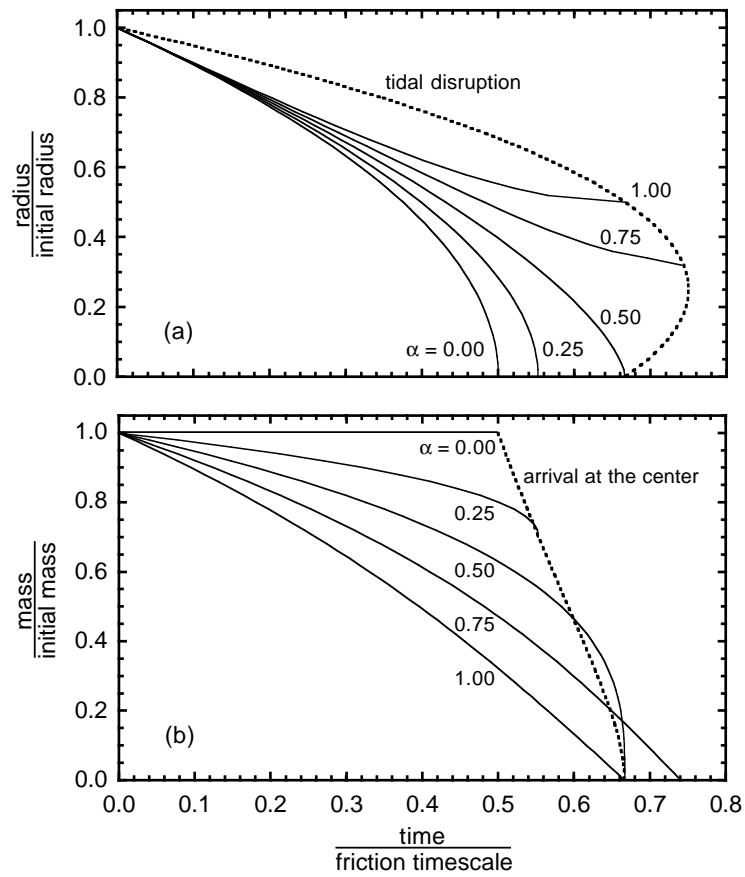 1.0
0.8
0.6
0.4
0.2
0.0
radius
initial radius
tidal disruption
1.00
0.75
0.50
0.25
α = 0.00
(a)
1.0
0.8
0.6
0.4
0.2
0.0
mass
initial mass
α = 0.00
arrival at the center
0.25
0.50
0.75
1.00
(b)
0.0 0.1 0.2 0.3 0.4 0.5 0.6 0.7 0.8
time
friction timescale